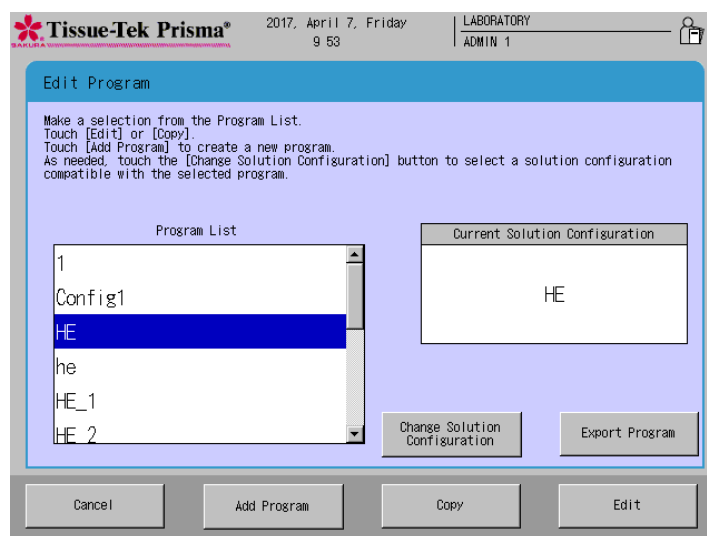 Tissue-Tek Prisma®
SAKURA
2017, April 7, Friday
9 53
LABORATORY
ADMIN 1
Edit Program
Make a selection from the Program List.
Touch [Edit] or [Copy].
Touch [Add Program] to create a new program.
As needed, touch the [Change Solution Configuration] button to select a solution configuration
compatible with the selected program.
Program List
1
Config1
HE
he
HE_1
HE_2
Current Solution Configuration
HE
Change Solution
Configuration
Export Program
Cancel
Add Program
Copy
Edit